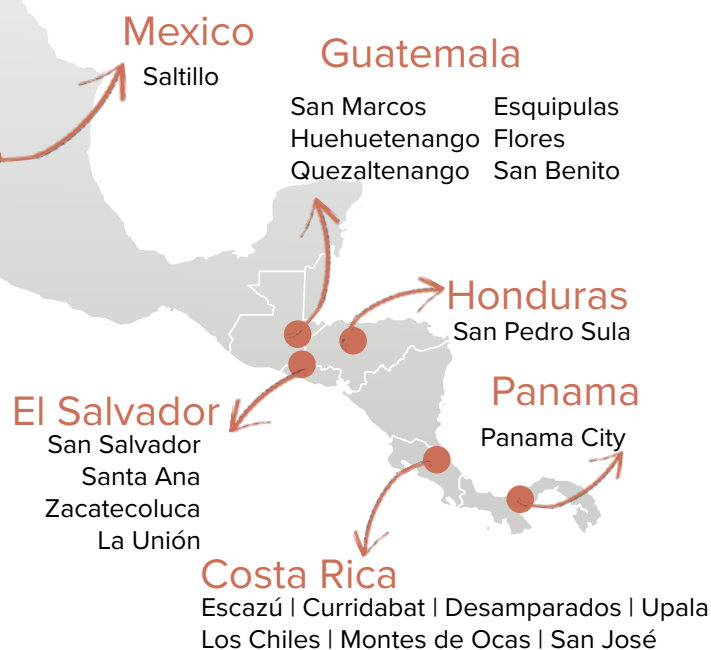 Mexico
Saltillo
Guatemala
San Marcos
Huehuetenango
Quezaltenango
Esquipulas
Flores
San Benito
Honduras
San Pedro Sula
Panama
Panama City
El Salvador
San Salvador
Santa Ana
Zacatecoluca
La Unión
Costa Rica
Escazú | Curridabat | Desamparados | Upala
Los Chiles | Montes de Ocas | San José